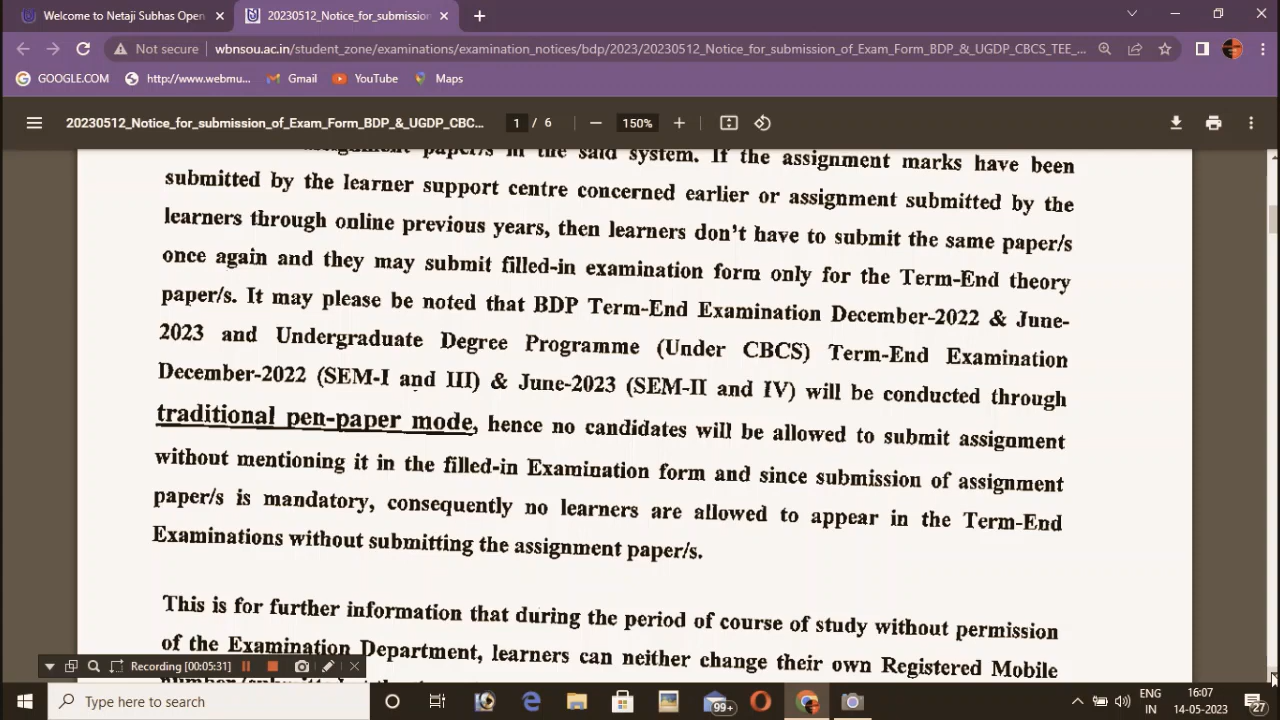 Welcome to Netaji Subhas Open
20230512_Notice_for_submission
Not secure
wbnsou.ac.in/student_zone/examinations/examination_notices/bdp/2023/20230512_Notice_for_submission_of_Exam_Form_BDP_&_UGDP_CBCS_TEE_...
GOOGLE.COM
http://www.webmu...
Gmail
YouTube
Maps
20230512_Notice_for_submission_of_Exam_Form_BDP_&_UGDP_CBC...
1 / 6
150%
paper/s in the said system. If the assignment marks have been
submitted by the learner support centre concerned earlier or assignment submitted by the
learners through online previous years, then learners don't have to submit the same paper/s
once again and they may submit filled-in examination form only for the Term-End theory
paper/s. It may please be noted that BDP Term-End Examination December-2022 & June-
2023 and Undergraduate Degree Programme (Under CBCS) Term-End Examination
December-2022 (SEM-I and III) & June-2023 (SEM-II and IV) will be conducted through
traditional pen-paper mode, hence no candidates will be allowed to submit assignment
without mentioning it in the filled-in Examination form and since submission of assignment
paper/s is mandatory, consequently no learners are allowed to appear in the Term-End
Examinations without submitting the assignment paper/s.
This is for further information that during the period of course of study without permission
of the Examination Department, learners can neither change their own Registered Mobile
Recording [00:05:31]
Type here to search
99+
ENG
IN
16:07
14-05-2023
27